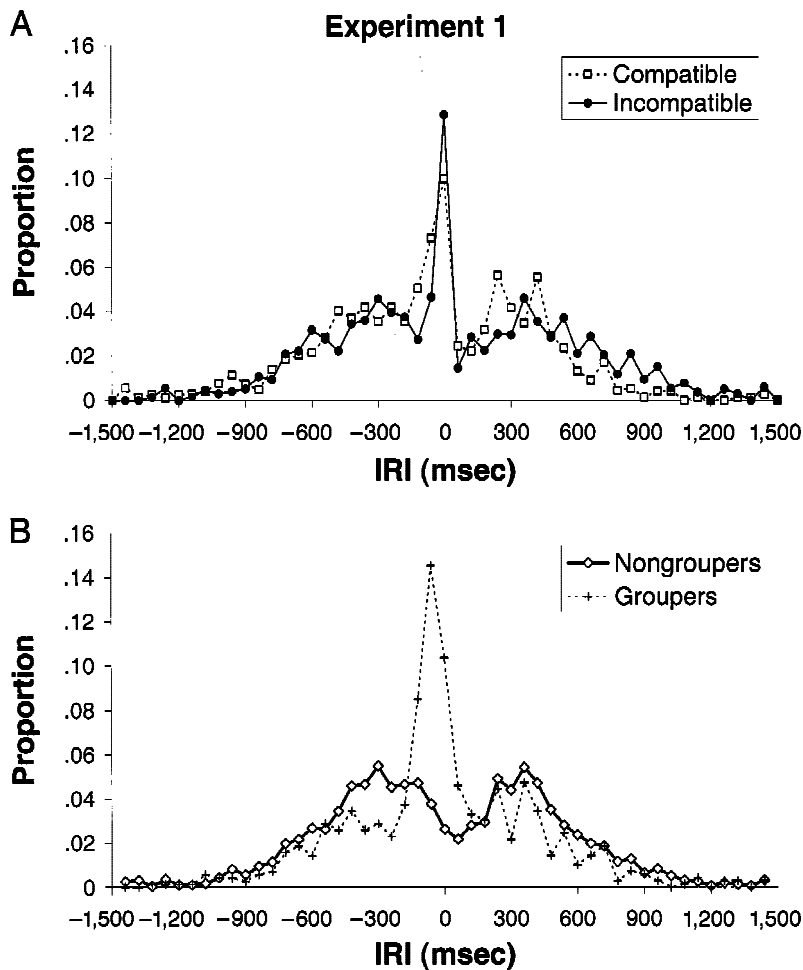 A
Experiment 1
.16
.14
.12
.10
.08
.06
.04
.02
0
Proportion
Compatible
Incompatible
−1,500 −1,200 −900 −600 −300 0 300 600 900 1,200 1,500
IRI (msec)
B
.16
.14
.12
.10
.08
.06
.04
.02
0
Proportion
Nongroupers
Groupers
−1,500 −1,200 −900 −600 −300 0 300 600 900 1,200 1,500
IRI (msec)